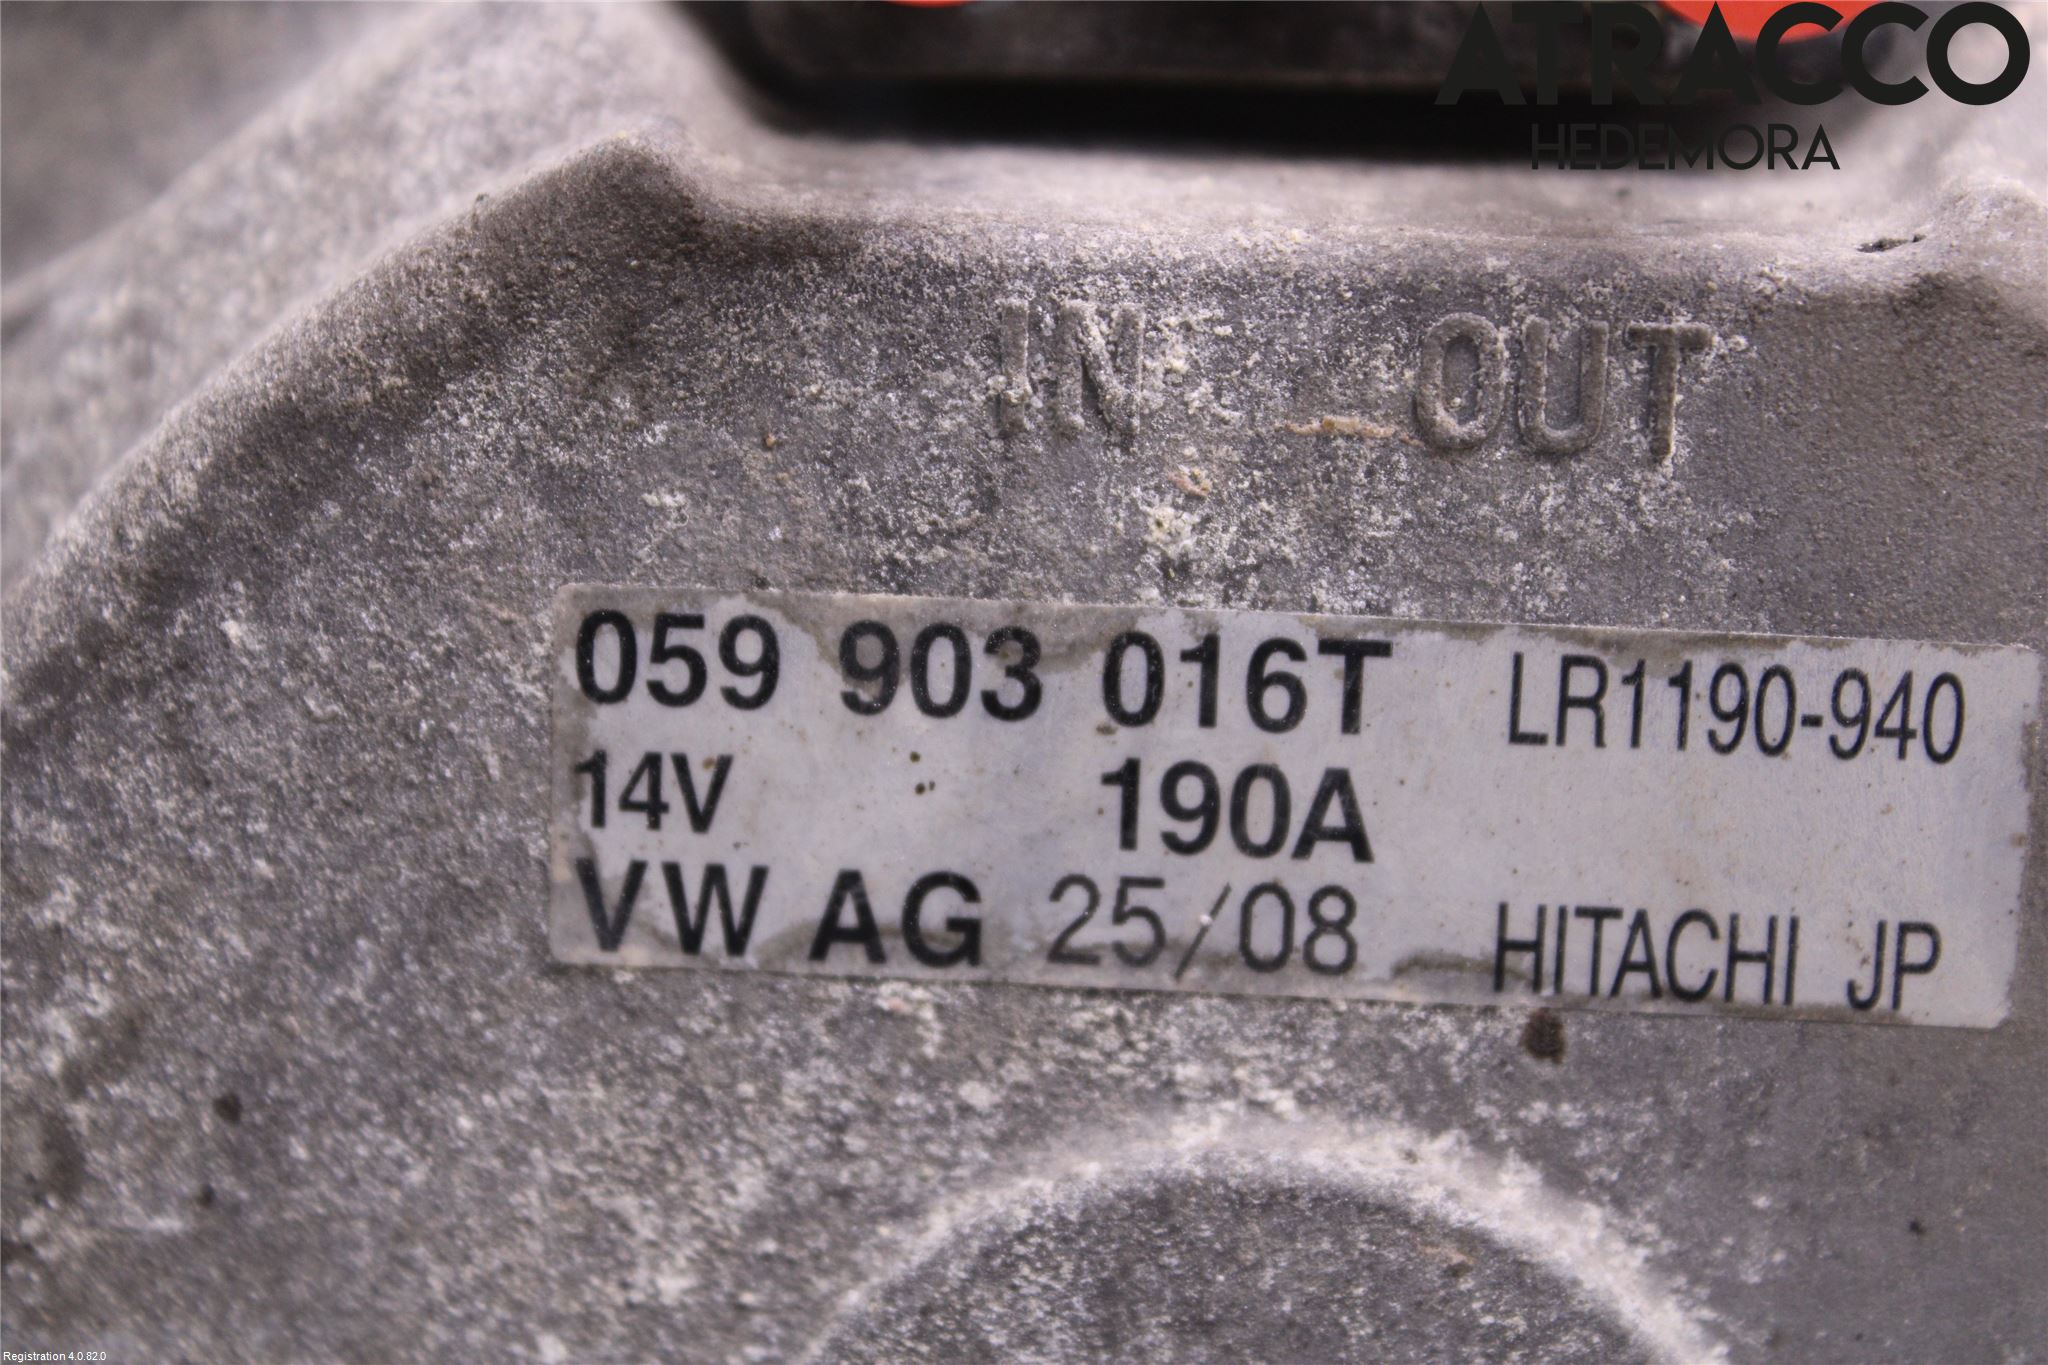 ATRACCO
HEDEMORA
IN OUT
059 903 016T LR1190-940
14V 190A
VW AG 25/08 HITACHI JP
Registration 4.0.82.0